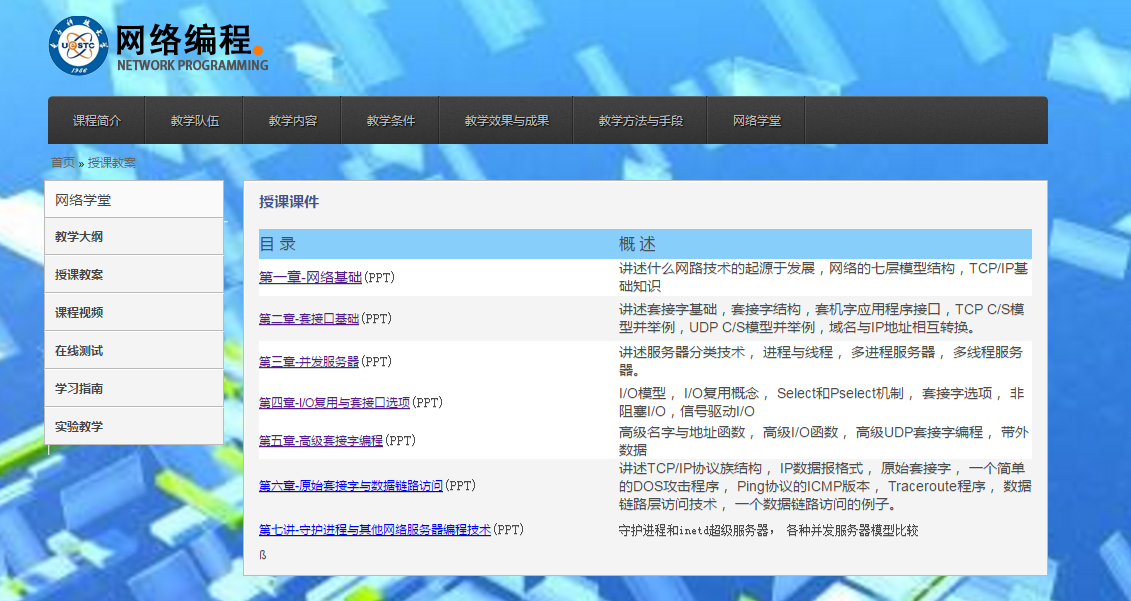 UESTC
1956
网络编程
NETWORK PROGRAMMING
课程简介 教学队伍 教学内容 教学条件 教学效果与成果 教学方法与手段 网络学堂
首页 » 授课教案
网络学堂
教学大纲
授课教案
课程视频
在线测试
学习指南
实验教学
授课课件
目 录 概 述
第一章-网络基础(PPT)
讲述什么网路技术的起源于发展，网络的七层模型结构，TCP/IP基
础知识
第二章-套接口基础(PPT)
讲述套接字基础，套接字结构，套机字应用程序接口，TCP C/S模
型并举例，UDP C/S模型并举例，域名与IP地址相互转换。
第三章-并发服务器(PPT)
讲述服务器分类技术， 进程与线程， 多进程服务器， 多线程服务
器。
第四章-I/O复用与套接口选项(PPT)
I/O模型， I/O复用概念， Select和Pselect机制， 套接字选项， 非
阻塞I/O，信号驱动I/O
第五章-高级套接字编程(PPT)
高级名字与地址函数， 高级I/O函数， 高级UDP套接字编程， 带外
数据
第六章-原始套接字与数据链路访问(PPT)
讲述TCP/IP协议族结构， IP数据报格式， 原始套接字， 一个简单
的DOS攻击程序， Ping协议的ICMP版本， Traceroute程序， 数据
链路层访问技术， 一个数据链路访问的例子。
第七讲-守护进程与其他网络服务器编程技术(PPT)
守护进程和inetd超级服务器， 各种并发服务器模型比较
ß